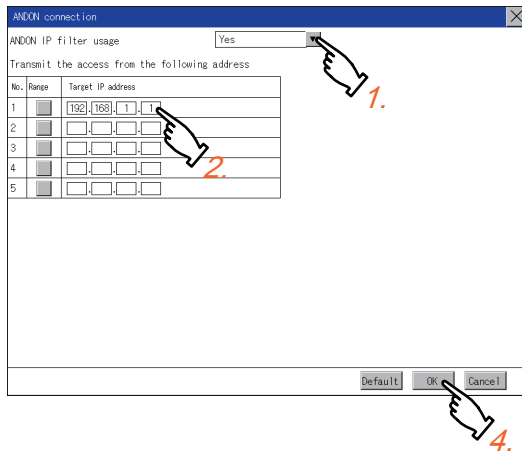 ANDON connection
ANDON IP filter usage Yes
1.
Transmit the access from the following address
No. Range Target IP address
1 192.168.1.1
2 . . .
2.
3 . . .
4 . . .
5 . . .
Default OK Cancel
4.